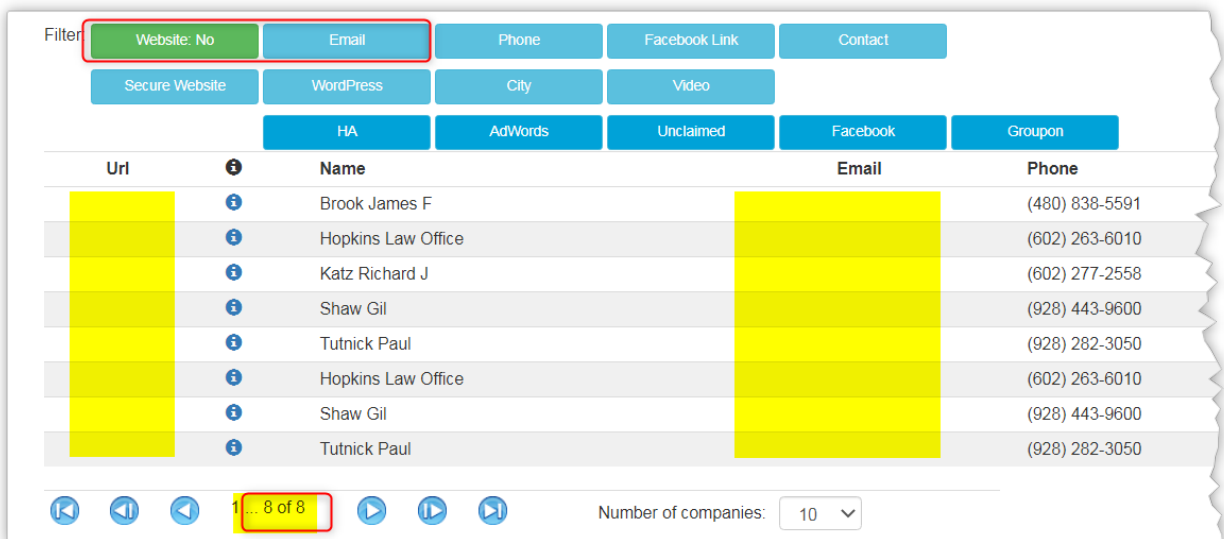 Filter Website: No Email Phone Facebook Link Contact
Secure Website WordPress City Video
HA AdWords Unclaimed Facebook Groupon
Url Name Email Phone
Brook James F (480) 838-5591
Hopkins Law Office (602) 263-6010
Katz Richard J (602) 277-2558
Shaw Gil (928) 443-9600
Tutnick Paul (928) 282-3050
Hopkins Law Office (602) 263-6010
Shaw Gil (928) 443-9600
Tutnick Paul (928) 282-3050
1 ... 8 of 8 Number of companies: 10